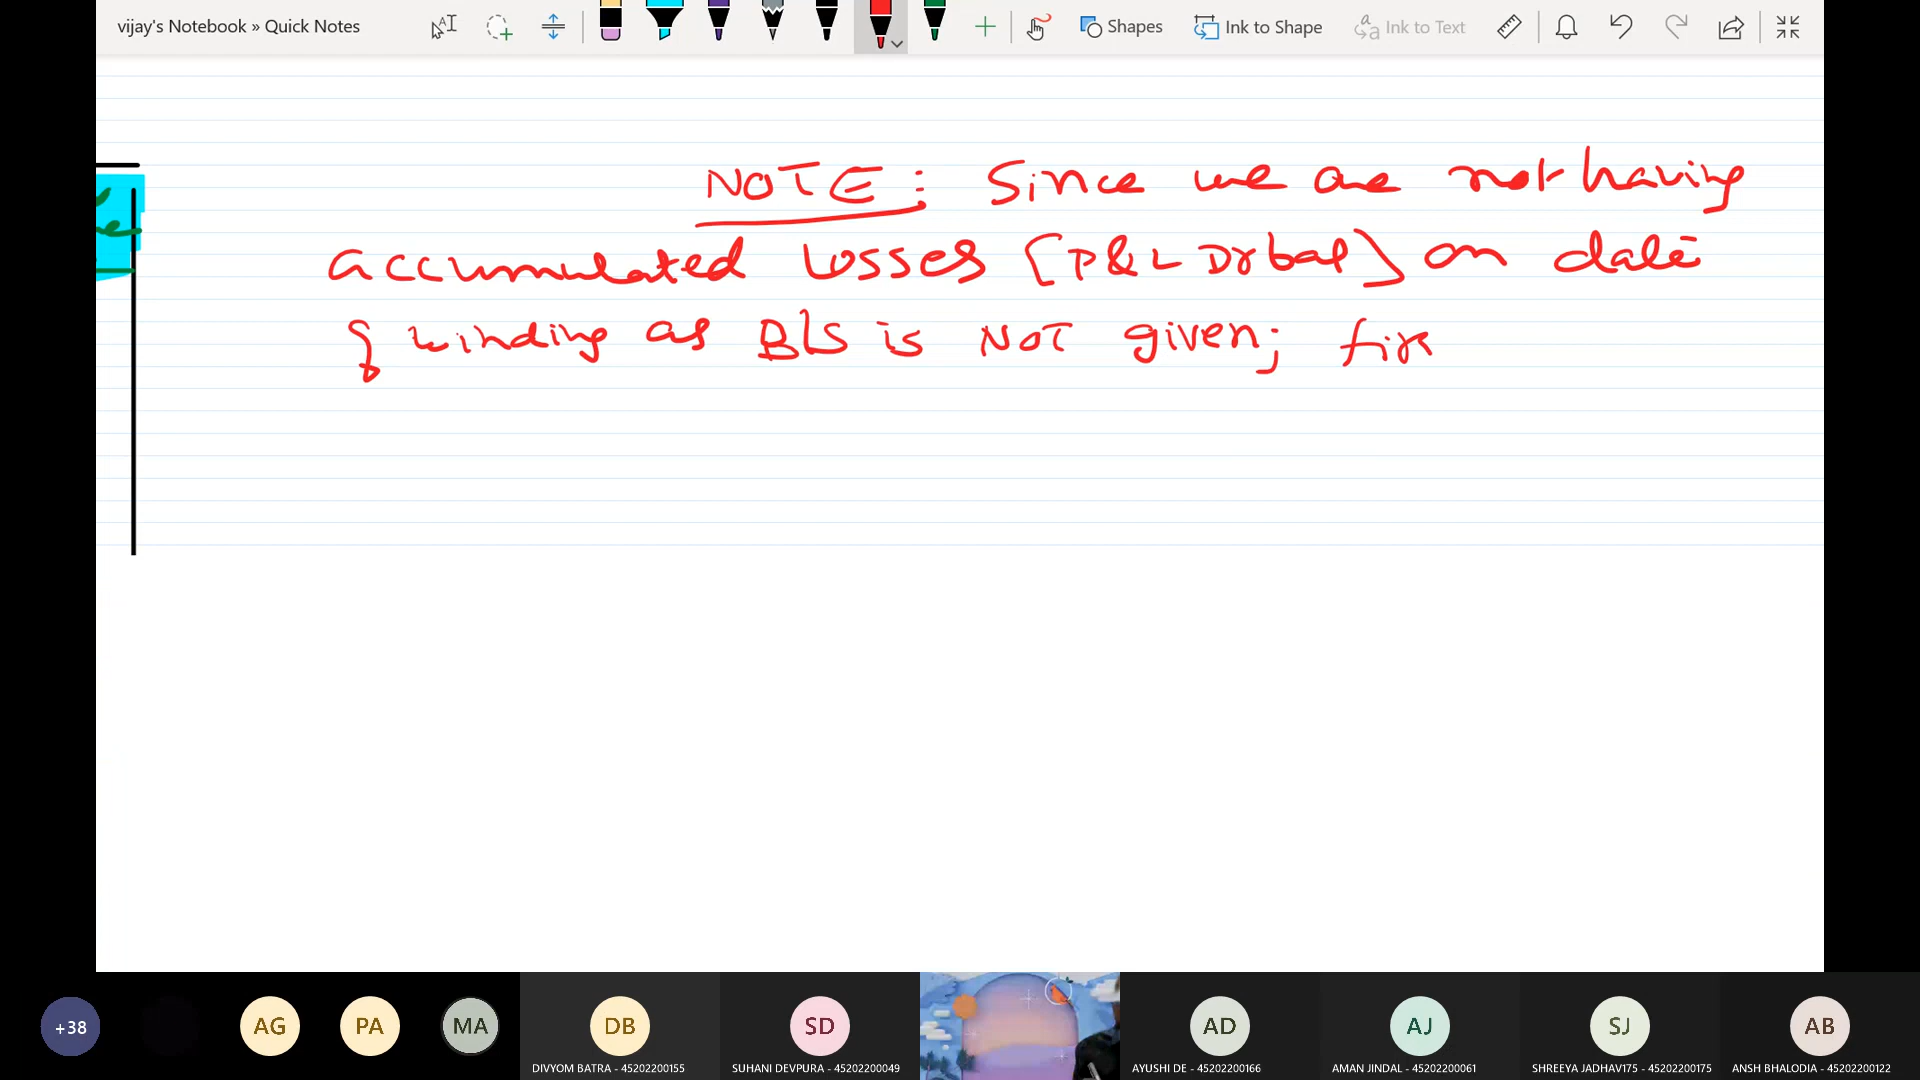 vijay's Notebook » Quick Notes
Shapes
Ink to Shape
Ink to Text
NOTE: Since we are not having
accumulated Losses [P&L Dr bal] on date
of winding as B/S is NOT given; firs
+38
AG
PA
MA
DB
SD
AD
AJ
SJ
AB
DIVYOM BATRA - 45202200155
SUHANI DEVPURA - 45202200049
AYUSHI DE - 45202200166
AMAN JINDAL - 45202200061
SHREEYA JADHAV175 - 45202200175
ANSH BHALODIA - 45202200122